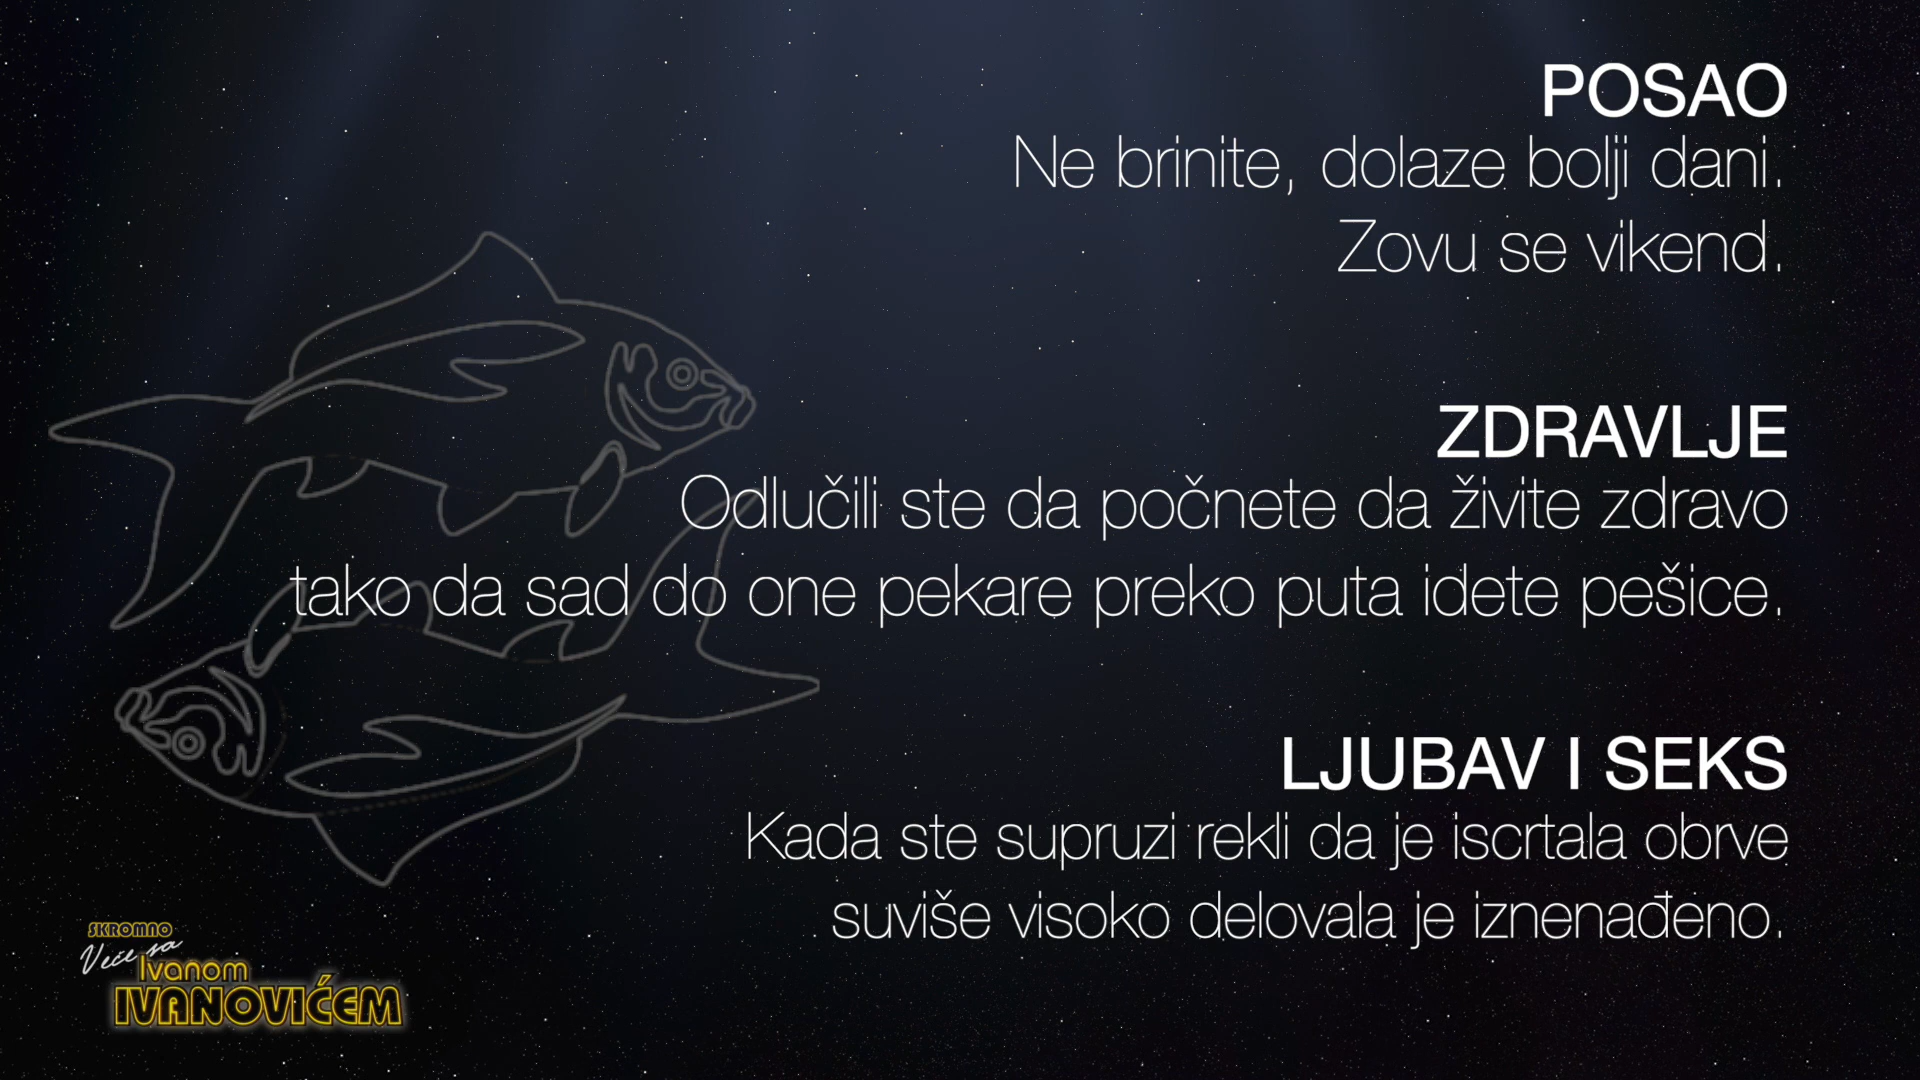 POSAO
Ne brinite, dolaze bolji dani.
Zovu se vikend.
ZDRAVLJE
Odlučili ste da počnete da živite zdravo
tako da sad do one pekare preko puta idete pešice.
LJUBAV I SEKS
Kada ste supruzi rekli da je iscrtala obrve
suviše visoko delovala je iznenađeno.
SKROMNO
Veče sa
Ivanom
IVANOVIĆEM